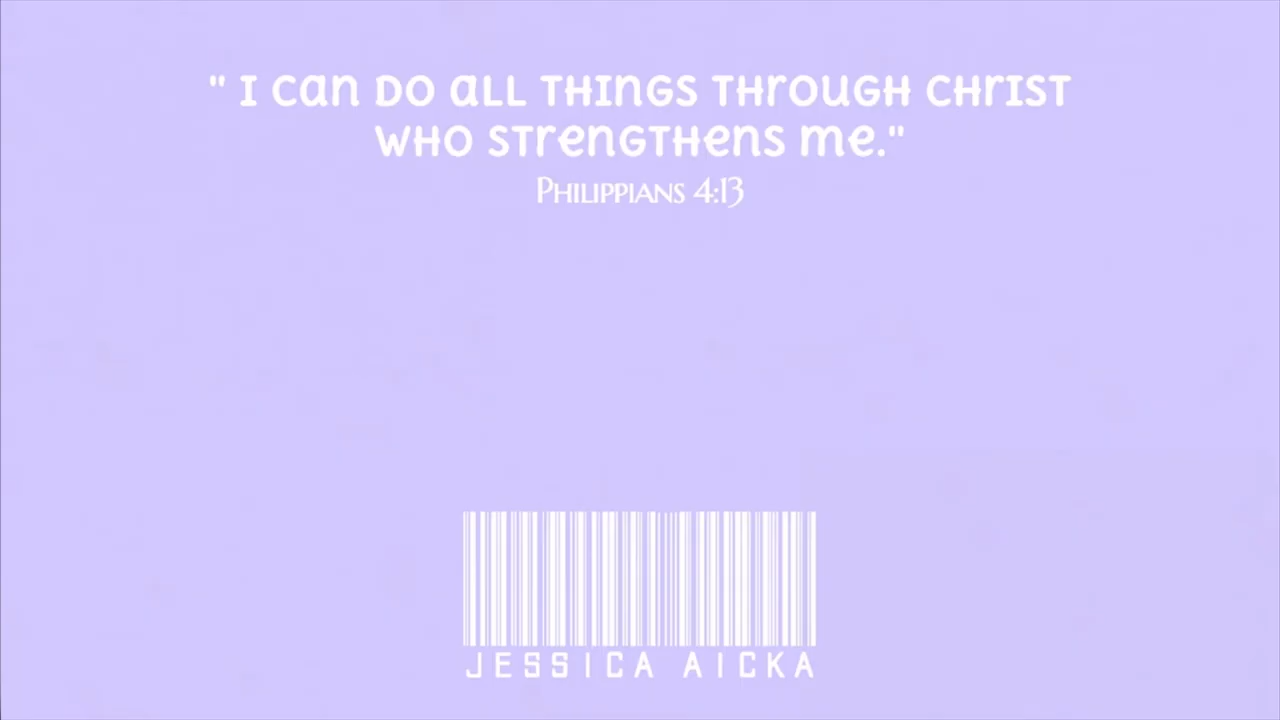 " I can do all things through Christ
who strengthens me."
Philippians 4:13
JESSICA AICKA